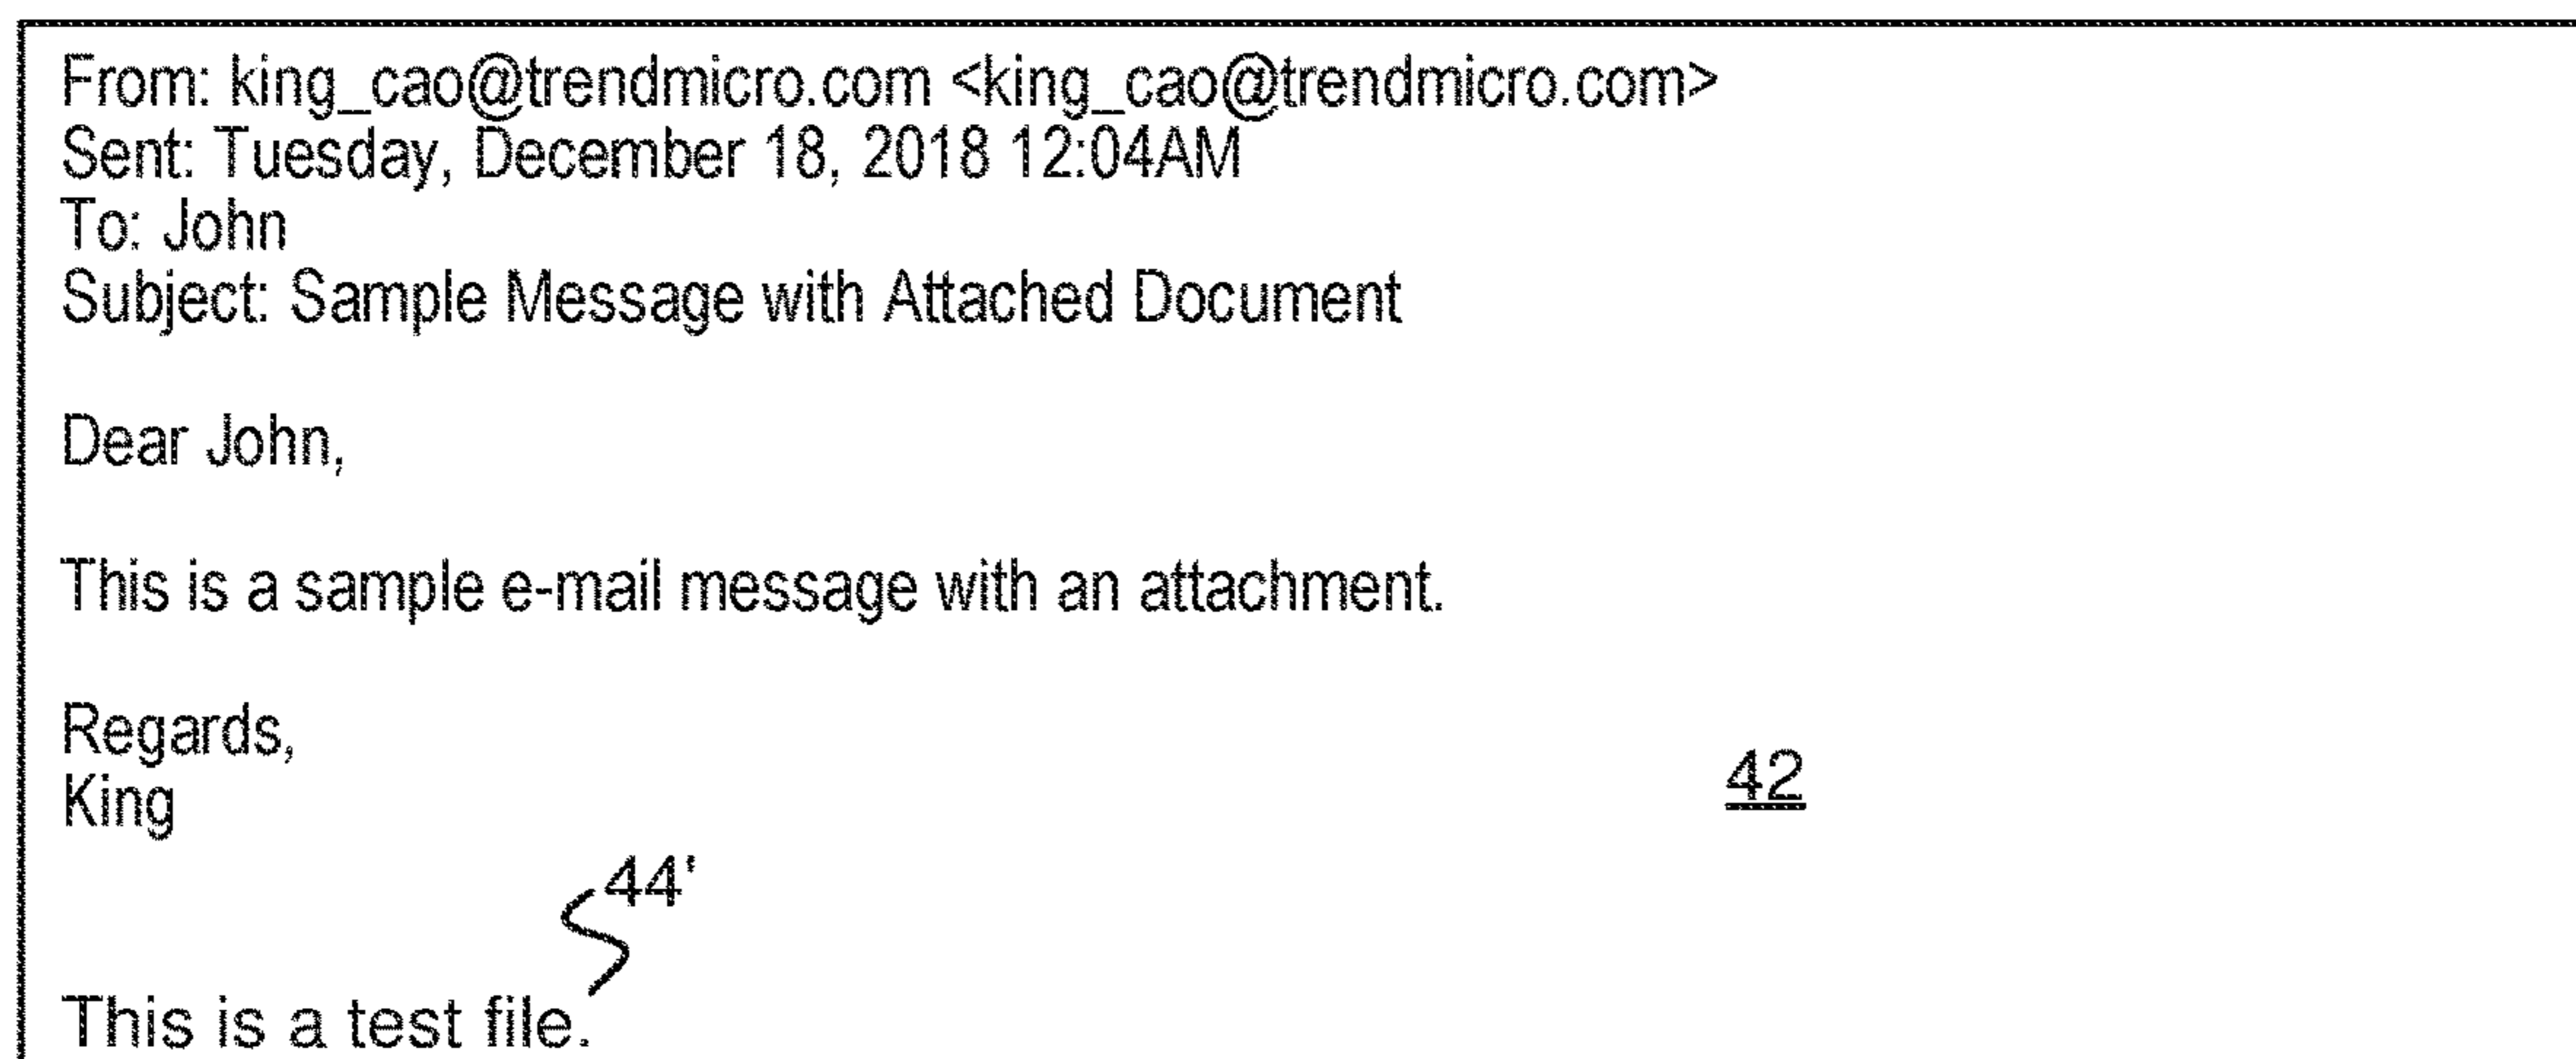 From: king_cao@trendmicro.com <king_cao@trendmicro.com>
Sent: Tuesday, December 18, 2018 12:04AM
To: John
Subject: Sample Message with Attached Document
Dear John,
This is a sample e-mail message with an attachment.
Regards,
King
42
44'
This is a test file.